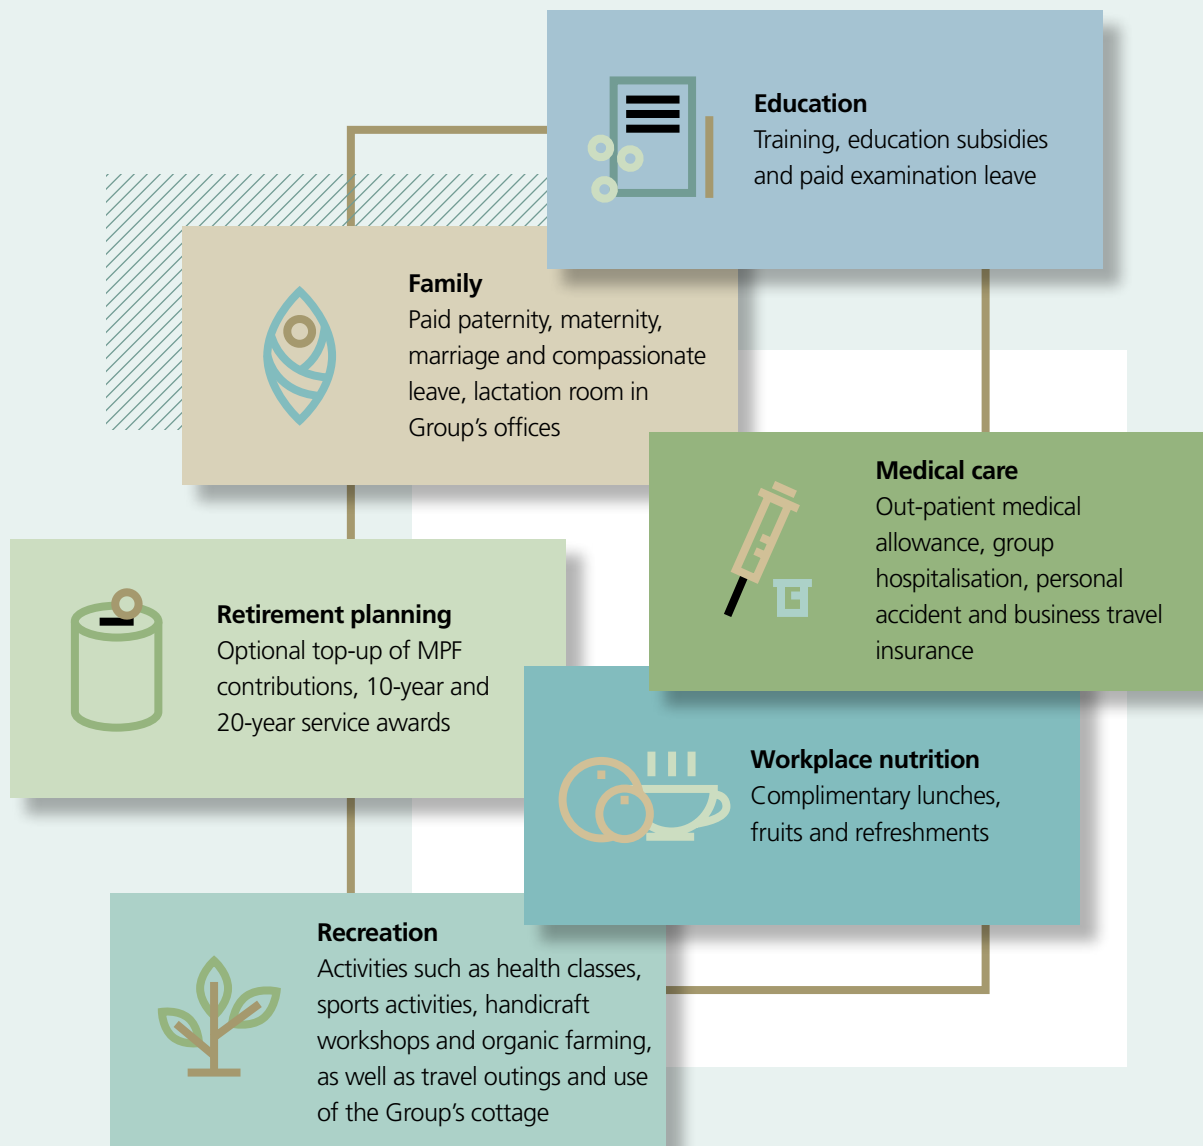 Education
Training, education subsidies
and paid examination leave
Family
Paid paternity, maternity,
marriage and compassionate
leave, lactation room in
Group's offices
Medical care
Out-patient medical
allowance, group
hospitalisation, personal
accident and business travel
insurance
Retirement planning
Optional top-up of MPF
contributions, 10-year and
20-year service awards
Workplace nutrition
Complimentary lunches,
fruits and refreshments
Recreation
Activities such as health classes,
sports activities, handicraft
workshops and organic farming,
as well as travel outings and use
of the Group's cottage